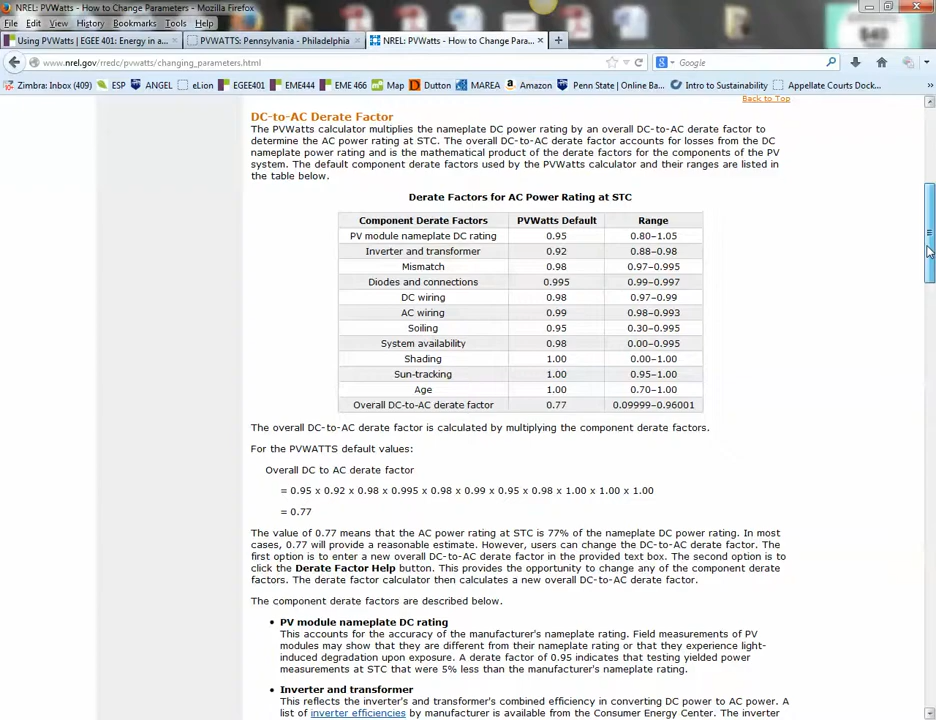 NREL: PVWatts - How to Change Parameters - Mozilla Firefox
File Edit View History Bookmarks Tools Help
Using PVWatts | EGEE 401: Energy in a... × PVWATTS: Pennsylvania - Philadelphia × NREL: PVWatts - How to Change Para... × +
www.nrel.gov/rredc/pvwatts/changing_parameters.html Google
Zimbra: Inbox (409) ESP ANGEL eLion EGEE401 EME444 EME 466 Map Dutton MAREA Amazon Penn State | Online Ba... Intro to Sustainability Appellate Courts Dock...
Back to Top
DC-to-AC Derate Factor
The PVWatts calculator multiplies the nameplate DC power rating by an overall DC-to-AC derate factor to
determine the AC power rating at STC. The overall DC-to-AC derate factor accounts for losses from the DC
nameplate power rating and is the mathematical product of the derate factors for the components of the PV
system. The default component derate factors used by the PVWatts calculator and their ranges are listed in
the table below.
Derate Factors for AC Power Rating at STC
Component Derate Factors PVWatts Default Range
PV module nameplate DC rating 0.95 0.80–1.05
Inverter and transformer 0.92 0.88–0.98
Mismatch 0.98 0.97–0.995
Diodes and connections 0.995 0.99–0.997
DC wiring 0.98 0.97–0.99
AC wiring 0.99 0.98–0.993
Soiling 0.95 0.30–0.995
System availability 0.98 0.00–0.995
Shading 1.00 0.00–1.00
Sun-tracking 1.00 0.95–1.00
Age 1.00 0.70–1.00
Overall DC-to-AC derate factor 0.77 0.09999–0.96001
The overall DC-to-AC derate factor is calculated by multiplying the component derate factors.
For the PVWATTS default values:
Overall DC to AC derate factor
= 0.95 x 0.92 x 0.98 x 0.995 x 0.98 x 0.99 x 0.95 x 0.98 x 1.00 x 1.00 x 1.00
= 0.77
The value of 0.77 means that the AC power rating at STC is 77% of the nameplate DC power rating. In most
cases, 0.77 will provide a reasonable estimate. However, users can change the DC-to-AC derate factor. The
first option is to enter a new overall DC-to-AC derate factor in the provided text box. The second option is to
click the Derate Factor Help button. This provides the opportunity to change any of the component derate
factors. The derate factor calculator then calculates a new overall DC-to-AC derate factor.
The component derate factors are described below.
• PV module nameplate DC rating
This accounts for the accuracy of the manufacturer's nameplate rating. Field measurements of PV
modules may show that they are different from their nameplate rating or that they experience light-
induced degradation upon exposure. A derate factor of 0.95 indicates that testing yielded power
measurements at STC that were 5% less than the manufacturer's nameplate rating.
• Inverter and transformer
This reflects the inverter's and transformer's combined efficiency in converting DC power to AC power. A
list of inverter efficiencies by manufacturer is available from the Consumer Energy Center. The inverter